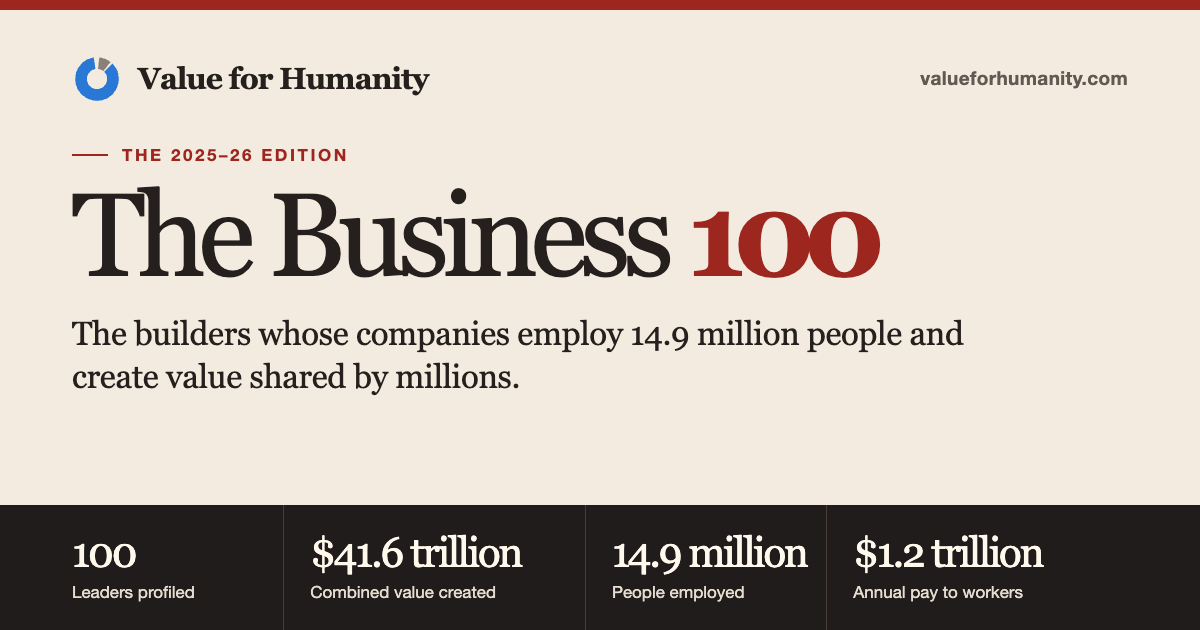 Value for Humanity
valueforhumanity.com
THE 2025–26 EDITION
The Business 100
The builders whose companies employ 14.9 million people and
create value shared by millions.
100
Leaders profiled
$41.6 trillion
Combined value created
14.9 million
People employed
$1.2 trillion
Annual pay to workers